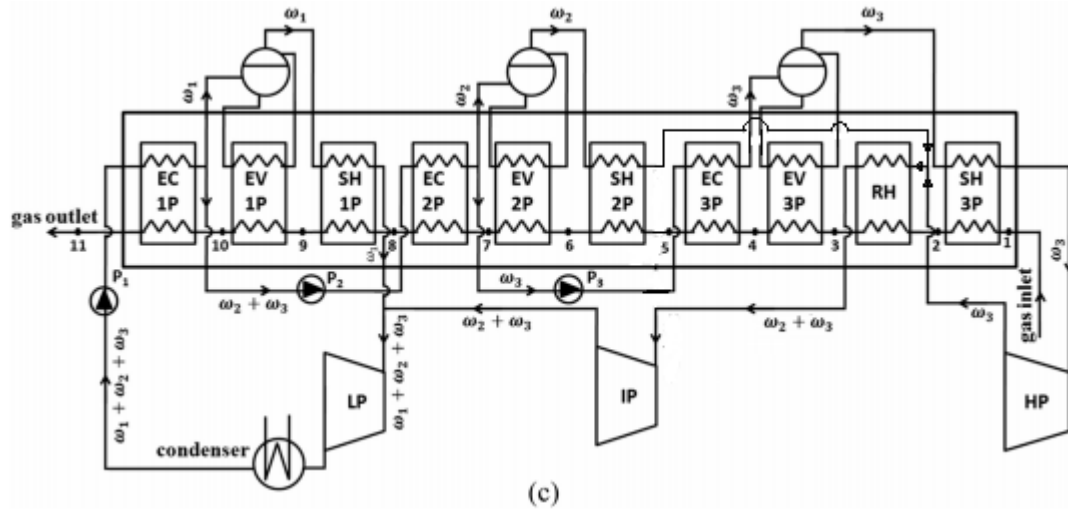 ω₁
ω₂
ω₃
ω₁
ω₂
ω₃
EC
1P
EV
1P
SH
1P
EC
2P
EV
2P
SH
2P
EC
3P
EV
3P
RH
SH
3P
gas outlet
11
10
9
8
7
6
5
4
3
2
1
ω₁
P₁
P₂
P₃
ω₂ + ω₃
ω₃
ω₂ + ω₃
ω₂ + ω₃
ω₃
gas inlet
ω₃
ω₁ + ω₂ + ω₃
ω₁ + ω₂ + ω₃
LP
IP
HP
condenser
(c)